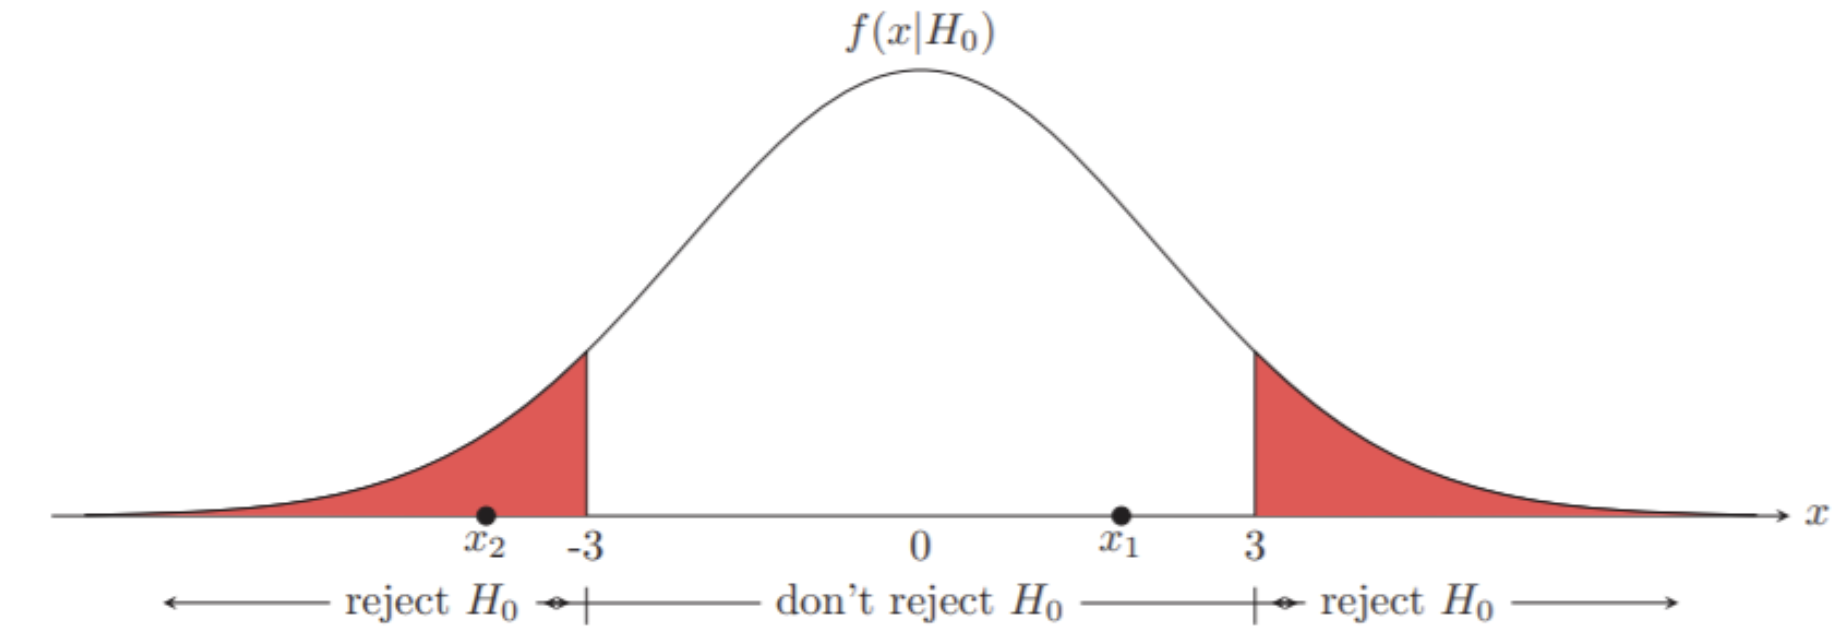 f(x|H₀)
x
x₂ -3 0 x₁ 3
reject H₀ don't reject H₀ reject H₀